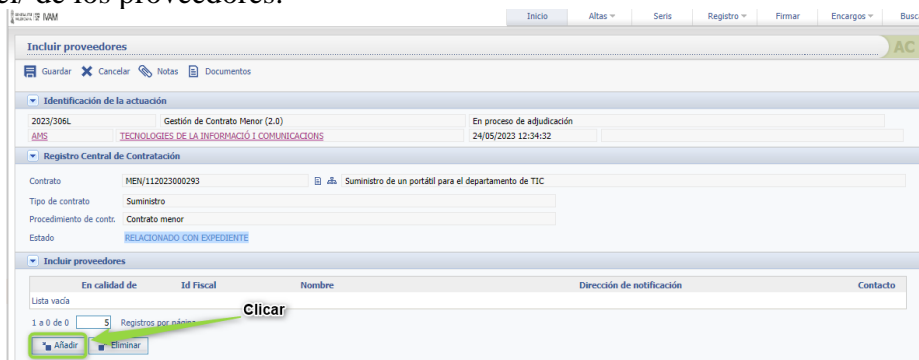 de los proveedores.
IVAM
Inicio Altas Seris Registro Firmar Encargos
Incluir proveedores AC
Guardar Cancelar Notas Documentos
Identificación de la actuación
2023/306L Gestión de Contrato Menor (2.0) En proceso de adjudicación
AMS TECNOLOGIES DE LA INFORMACIÓ I COMUNICACIONS 24/05/2023 12:34:32
Registro Central de Contratación
Contrato MEN/112023000293 Suministro de un portátil para el departamento de TIC
Tipo de contrato Suministro
Procedimiento de contr. Contrato menor
Estado RELACIONADO CON EXPEDIENTE
Incluir proveedores
En calidad de Id Fiscal Nombre Dirección de notificación Contacto
Lista vacía
Clicar
1 a 0 de 0 5 Registros por página
Añadir Eliminar